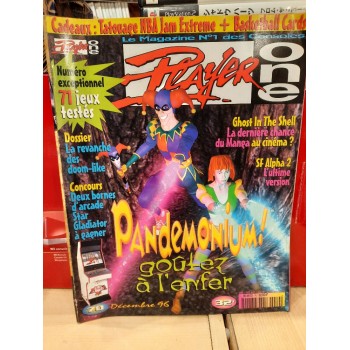 Cadeaux : Tatouage NBA Jam Extreme + Basketball Cards
Le Magazine N°1 des Consoles
PLAYER
one
Numéro
exceptionnel
71 jeux
testés
Dossier
La revanche
des
doom-like
Concours
Deux bornes
d'arcade
Star
Gladiator
à gagner
Ghost In The Shell
La dernière chance
du Manga au cinéma ?
SF Alpha 2
L'ultime
version
PANDEMONIUM!
goûtez
à l'enfer
Décembre 96
32F